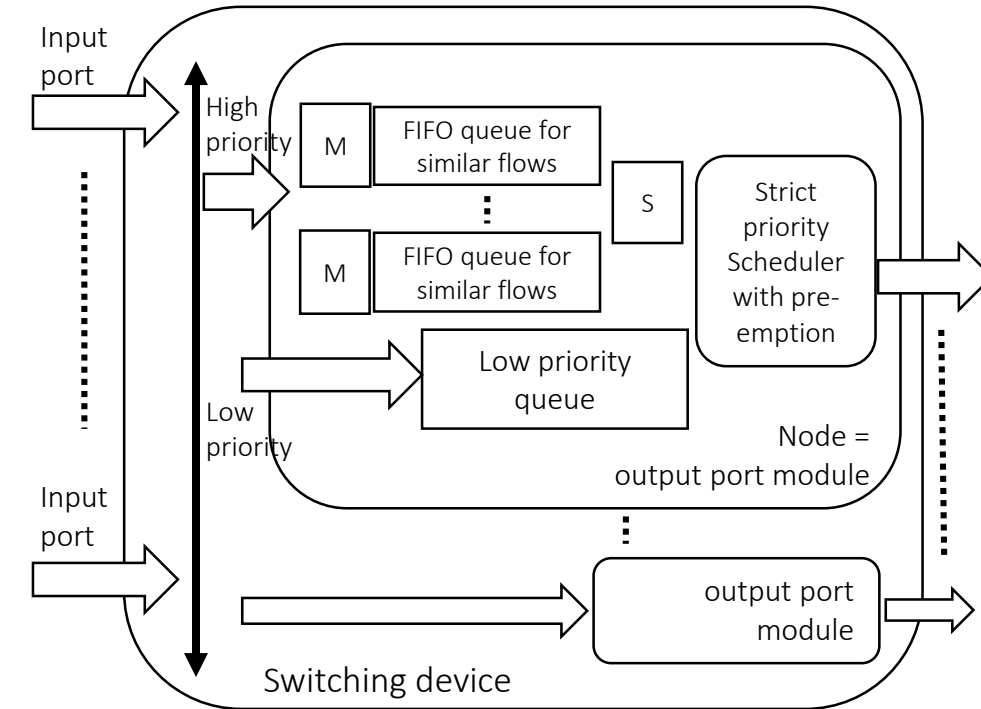 Input
port
High
priority
M
FIFO queue for
similar flows
M
FIFO queue for
similar flows
S
Strict
priority
Scheduler
with pre-
emption
Low priority
queue
Low
priority
Node =
output port module
Input
port
output port
module
Switching device